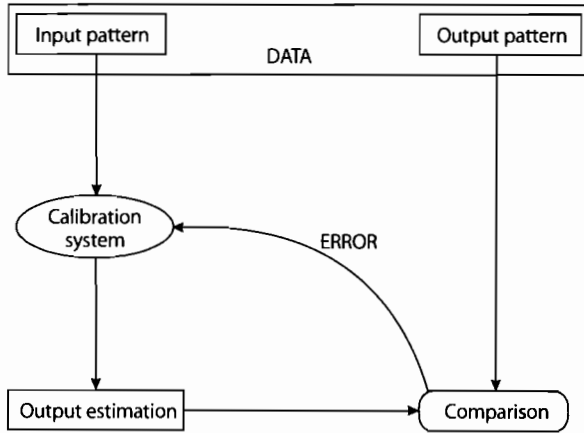 Input pattern
Output pattern
DATA
Calibration
system
ERROR
Output estimation
Comparison